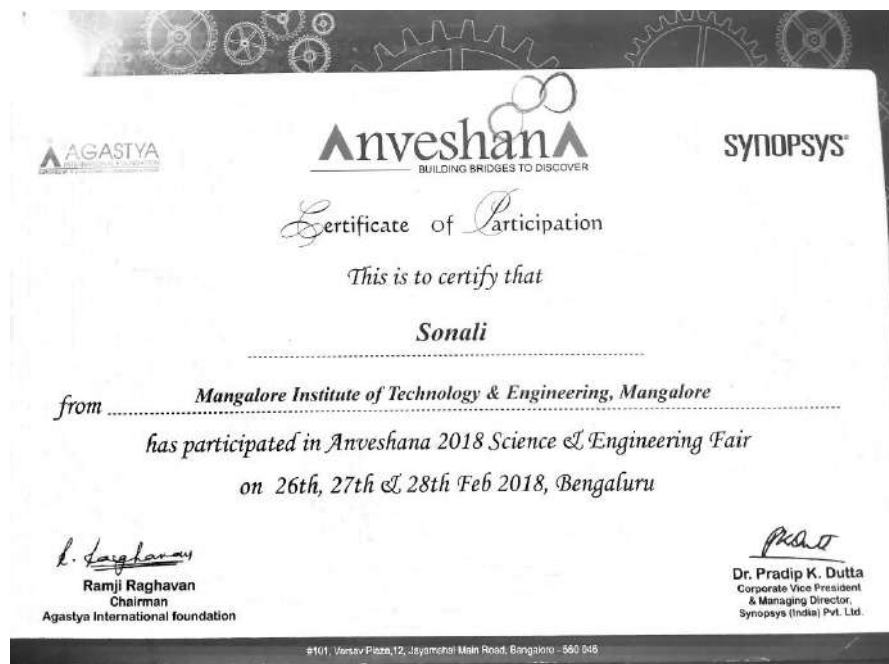 AGASTYA
AnveshanA
BUILDING BRIDGES TO DISCOVER
SYNOPSYS®
Certificate of Participation
This is to certify that
Sonali
from Mangalore Institute of Technology & Engineering, Mangalore
has participated in Anveshana 2018 Science & Engineering Fair
on 26th, 27th & 28th Feb 2018, Bengaluru
R. Raghavan
Ramji Raghavan
Chairman
Agastya International foundation
Dr. Pradip K. Dutta
Corporate Vice President
& Managing Director,
Synopsys (India) Pvt. Ltd.
#101, Versav Plaza,12, Jayamahal Main Road, Bangalore - 560 046